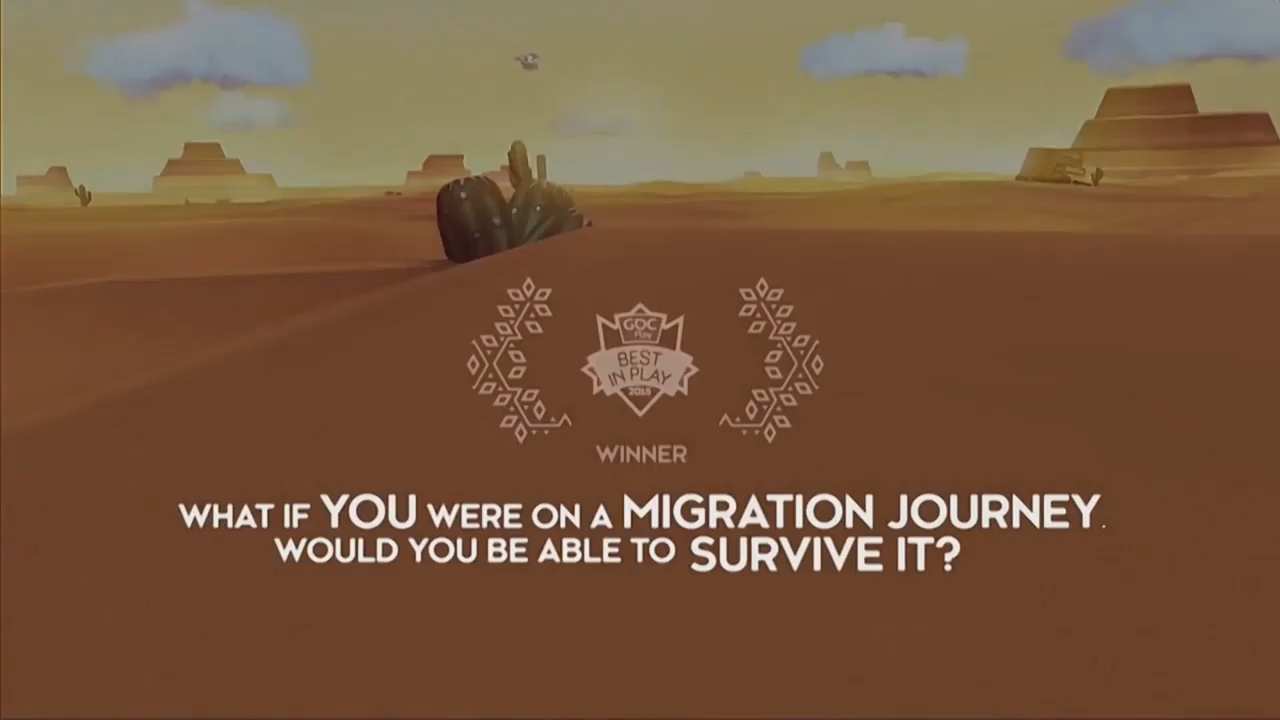 GDC
Play
BEST
IN PLAY
WINNER
WHAT IF YOU WERE ON A MIGRATION JOURNEY.
WOULD YOU BE ABLE TO SURVIVE IT?